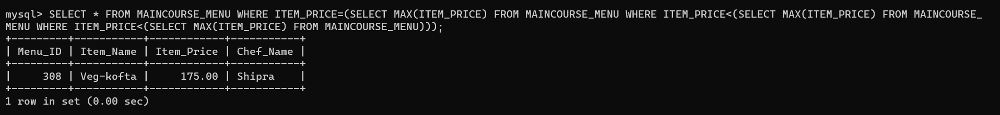 mysql> SELECT * FROM MAINCOURSE_MENU WHERE ITEM_PRICE=(SELECT MAX(ITEM_PRICE) FROM MAINCOURSE_MENU WHERE ITEM_PRICE<(SELECT MAX(ITEM_PRICE) FROM MAINCOURSE_
MENU WHERE ITEM_PRICE<(SELECT MAX(ITEM_PRICE) FROM MAINCOURSE_MENU)));
+---------+-----------+------------+-----------+
| Menu_ID | Item_Name | Item_Price | Chef_Name |
+---------+-----------+------------+-----------+
|     308 | Veg-kofta |     175.00 | Shipra    |
+---------+-----------+------------+-----------+
1 row in set (0.00 sec)